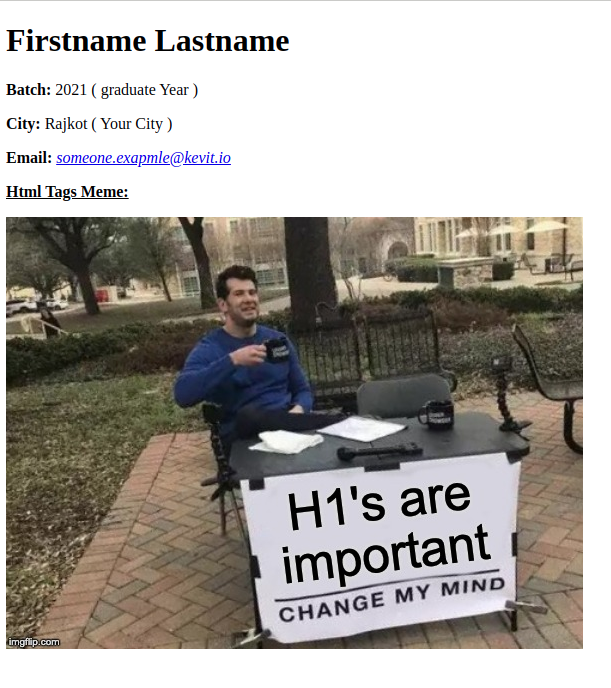 Firstname Lastname
Batch: 2021 ( graduate Year )
City: Rajkot ( Your City )
Email: someone.exapmle@kevit.io
Html Tags Meme:
H1's are
important
CHANGE MY MIND
imgflip.com